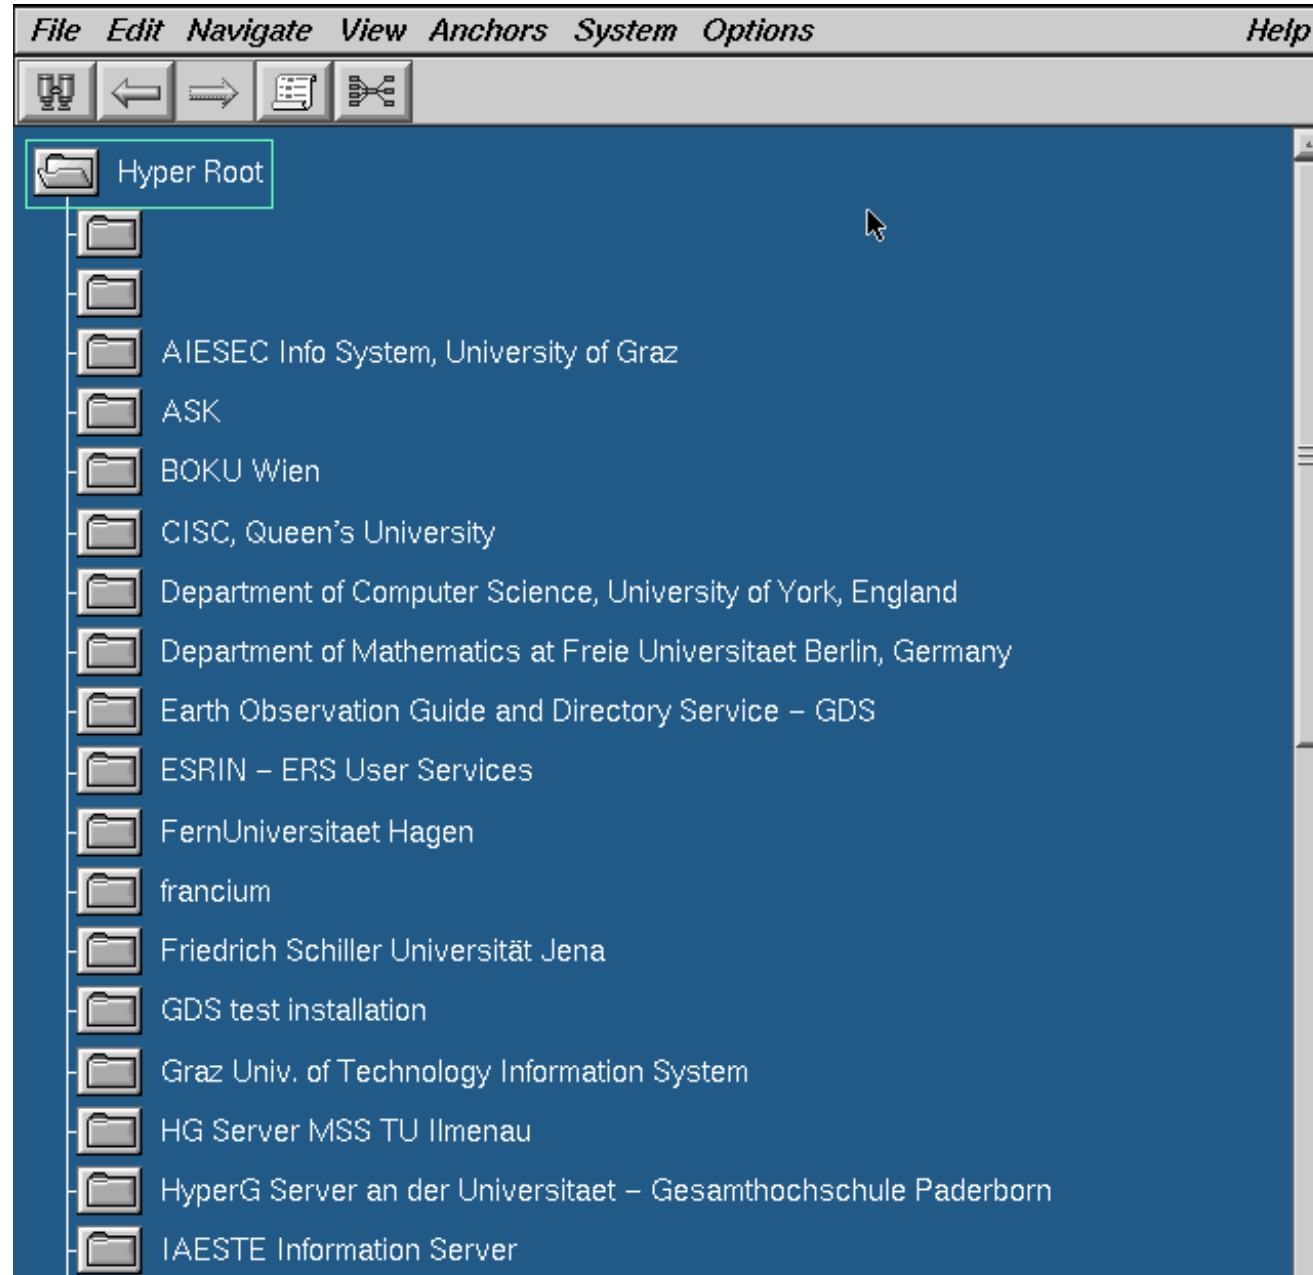 File Edit Navigate View Anchors System Options Help
Hyper Root
AIESEC Info System, University of Graz
ASK
BOKU Wien
CISC, Queen's University
Department of Computer Science, University of York, England
Department of Mathematics at Freie Universitaet Berlin, Germany
Earth Observation Guide and Directory Service – GDS
ESRIN – ERS User Services
FernUniversitaet Hagen
francium
Friedrich Schiller Universität Jena
GDS test installation
Graz Univ. of Technology Information System
HG Server MSS TU Ilmenau
HyperG Server an der Universitaet – Gesamthochschule Paderborn
IAESTE Information Server